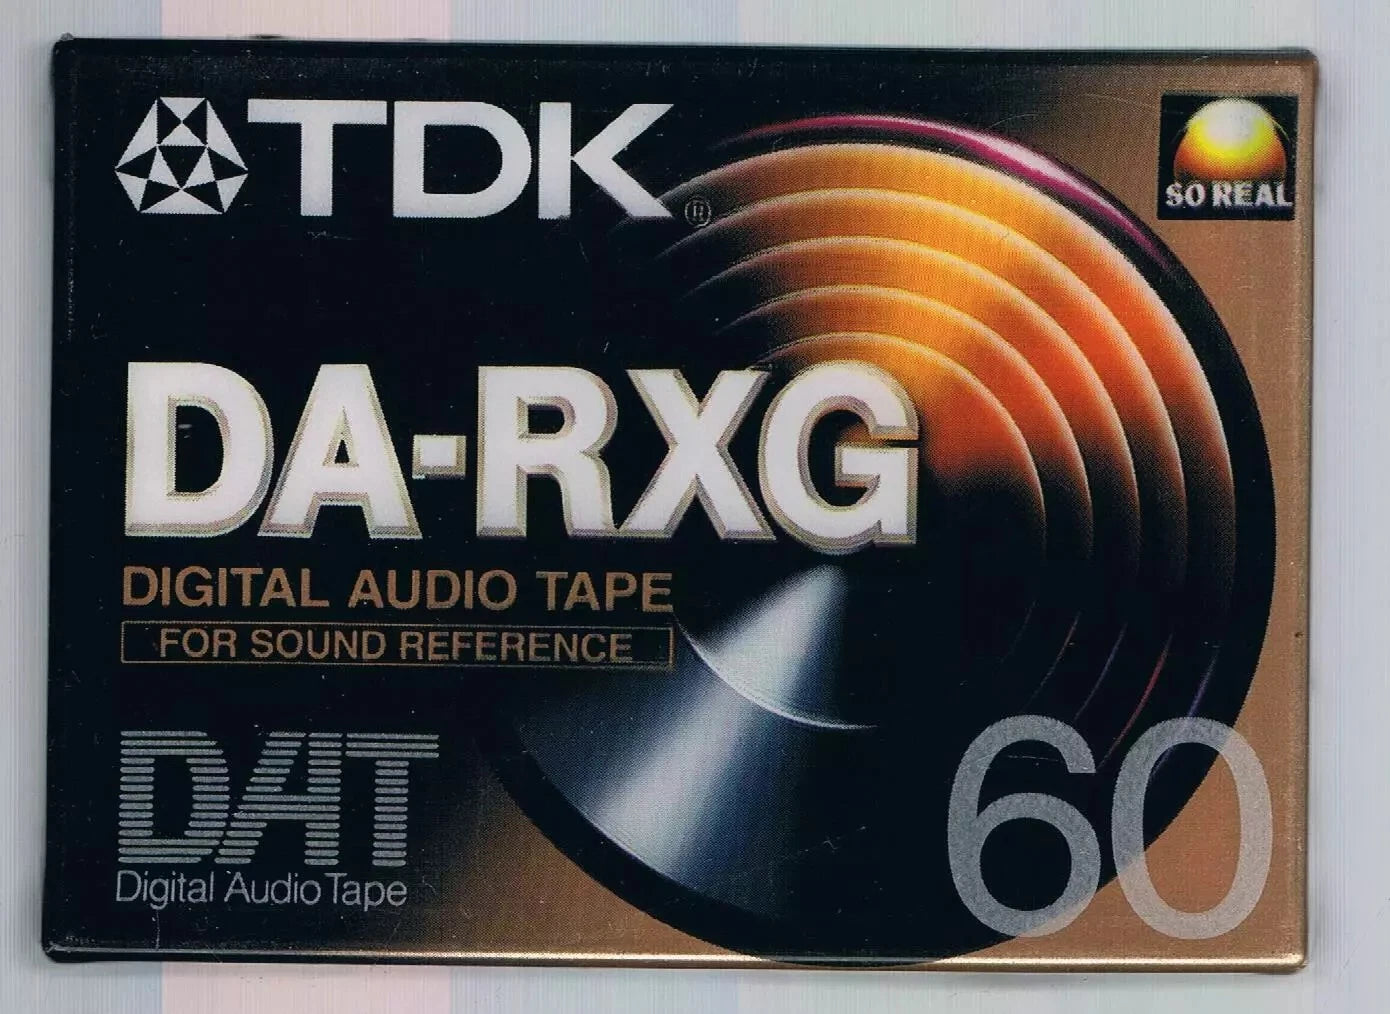 TDK®
SO REAL
DA-RXG
DIGITAL AUDIO TAPE
FOR SOUND REFERENCE
DAT
Digital Audio Tape
60